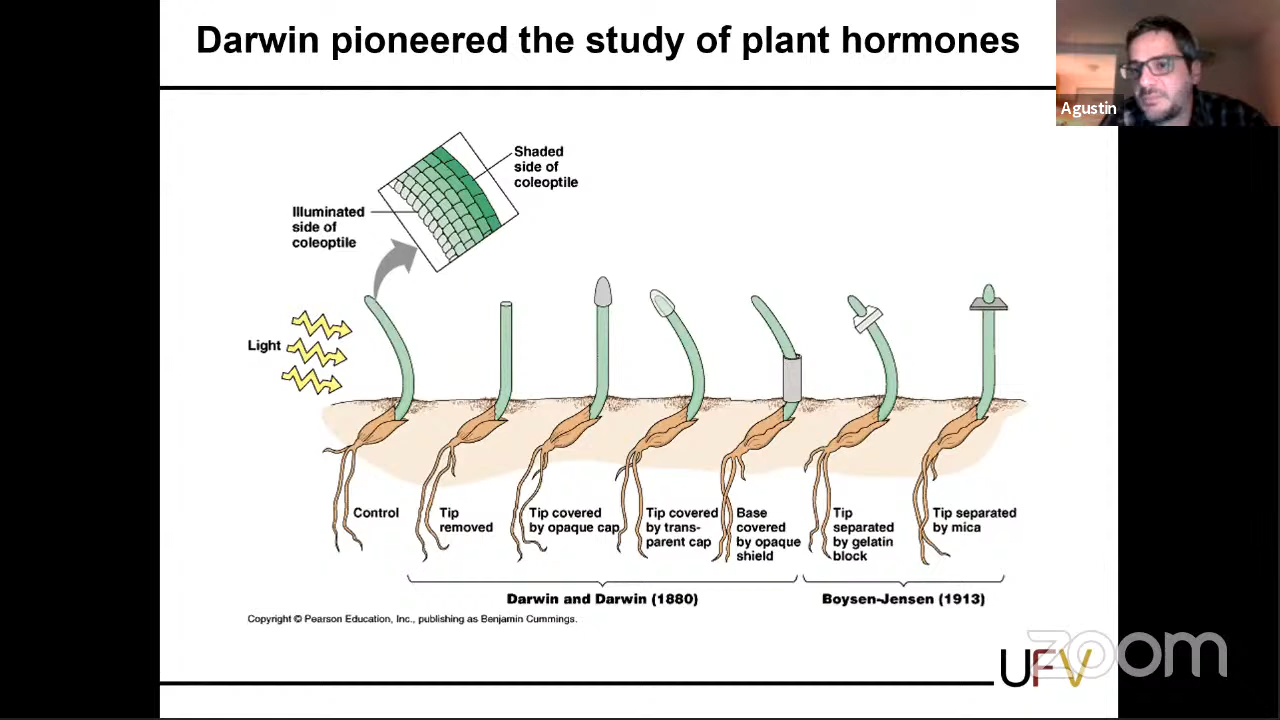 Darwin pioneered the study of plant hormones
Agustin
Shaded
side of
coleoptile
Illuminated
side of
coleoptile
Light
Control
Tip
removed
Tip covered
by opaque cap
Tip covered
by trans-
parent cap
Base
covered
by opaque
shield
Tip
separated
by gelatin
block
Tip separated
by mica
Darwin and Darwin (1880)
Boysen-Jensen (1913)
Copyright © Pearson Education, Inc., publishing as Benjamin Cummings.
UFV
zoom